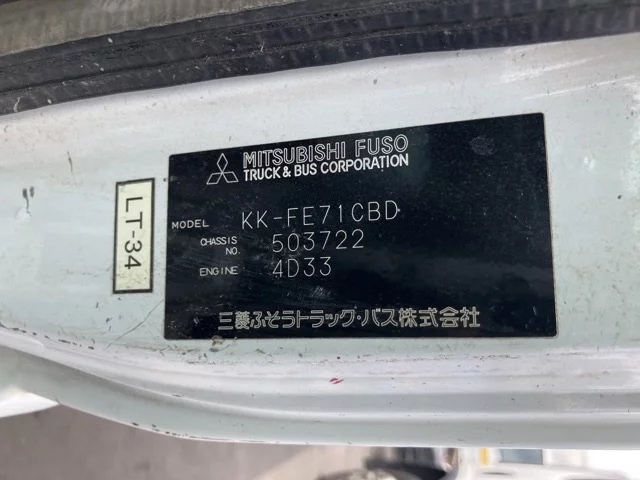 MITSUBISHI FUSO
TRUCK & BUS CORPORATION
MODEL KK-FE71CBD
CHASSIS NO. 503722
ENGINE 4D33
三菱ふそうトラック・バス株式会社
LT-34